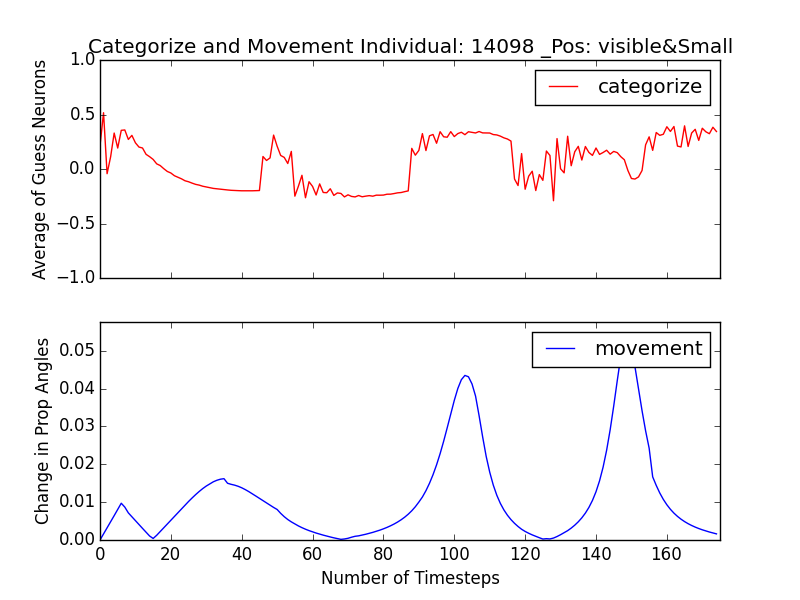 Categorize and Movement Individual: 14098 _Pos: visible&Small
1.0
0.5
0.0
−0.5
−1.0
Average of Guess Neurons
categorize
0.05
0.04
0.03
0.02
0.01
0.00
Change in Prop Angles
movement
0 20 40 60 80 100 120 140 160
Number of Timesteps